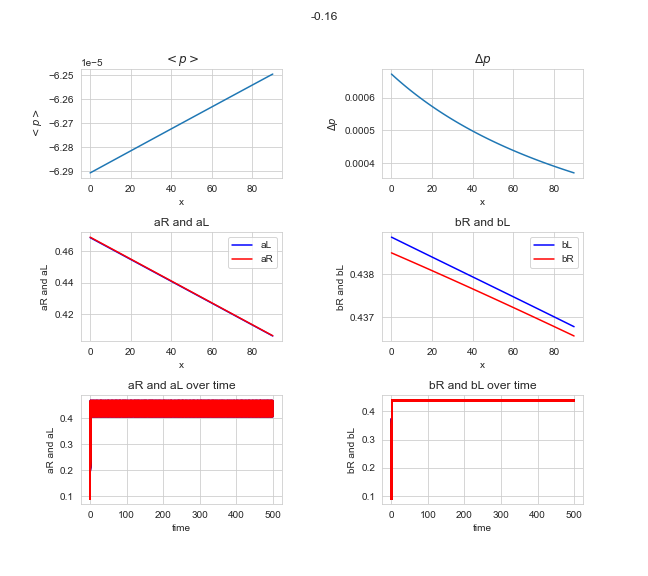 -0.16
< p >
1e−5
−6.25
−6.26
−6.27
−6.28
−6.29
< p >
0 20 40 60 80
x
Δp
0.0006
0.0005
0.0004
Δp
0 20 40 60 80
x
aR and aL
0.46
0.44
0.42
aR and aL
aL
aR
0 20 40 60 80
x
bR and bL
0.438
0.437
bR and bL
bL
bR
0 20 40 60 80
x
aR and aL over time
0.4
0.3
0.2
0.1
aR and aL
0 100 200 300 400 500
time
bR and bL over time
0.4
0.3
0.2
0.1
bR and bL
0 100 200 300 400 500
time